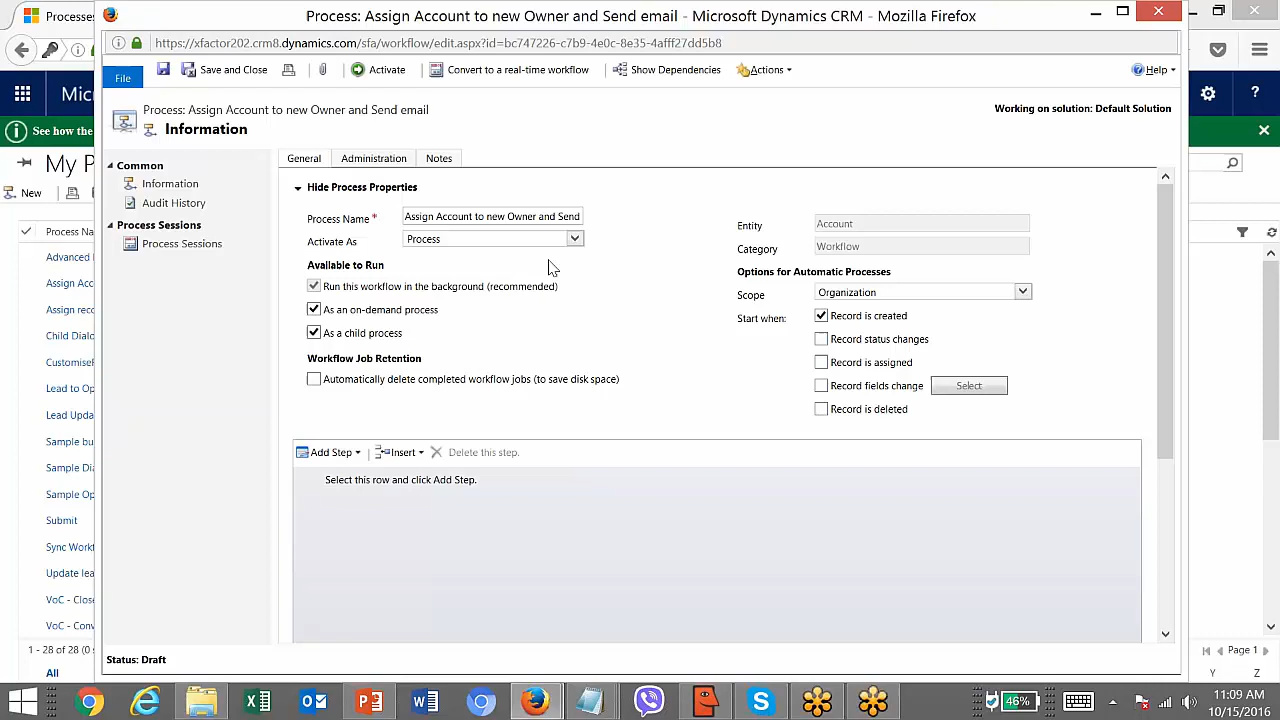 Processes
Process: Assign Account to new Owner and Send email - Microsoft Dynamics CRM - Mozilla Firefox
https://xfactor202.crm8.dynamics.com/sfa/workflow/edit.aspx?id=bc747226-c7b9-4e0c-8e35-4afff27dd5b8
File
Save and Close
Activate
Convert to a real-time workflow
Show Dependencies
Actions
Help
Process: Assign Account to new Owner and Send email
Information
Working on solution: Default Solution
See how the
My P
New
Process Na
Advanced
Assign Acc
Assign reco
Child Dialo
Customise
Lead to Op
Lead Upda
Sample bu
Sample Dia
Sample Op
Submit
Sync Work
Update lea
VoC - Close
VoC - Conv
1 - 28 of 28 (0 s
All
Common
Information
Audit History
Process Sessions
Process Sessions
General
Administration
Notes
Hide Process Properties
Process Name *
Assign Account to new Owner and Send
Activate As
Process
Available to Run
Run this workflow in the background (recommended)
As an on-demand process
As a child process
Workflow Job Retention
Automatically delete completed workflow jobs (to save disk space)
Entity
Account
Category
Workflow
Options for Automatic Processes
Scope
Organization
Start when:
Record is created
Record status changes
Record is assigned
Record fields change
Select
Record is deleted
Add Step
Insert
Delete this step.
Select this row and click Add Step.
Status: Draft
Page 1
Y
Z
46%
11:09 AM
10/15/2016